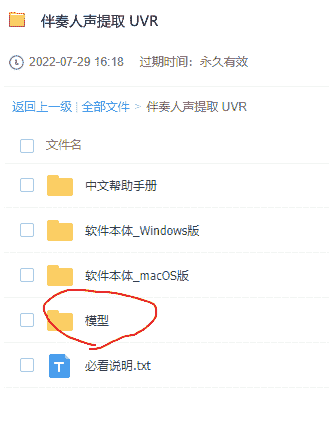 伴奏人声提取 UVR
2022-07-29 16:18 过期时间：永久有效
返回上一级 | 全部文件 > 伴奏人声提取 UVR
文件名
中文帮助手册
软件本体_Windows版
软件本体_macOS版
模型
必看说明.txt